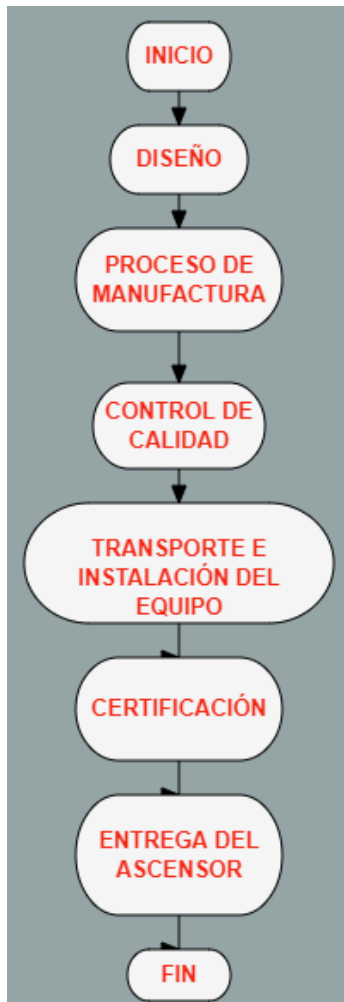 INICIO
DISEÑO
PROCESO DE
MANUFACTURA
CONTROL DE
CALIDAD
TRANSPORTE E
INSTALACIÓN DEL
EQUIPO
CERTIFICACIÓN
ENTREGA DEL
ASCENSOR
FIN